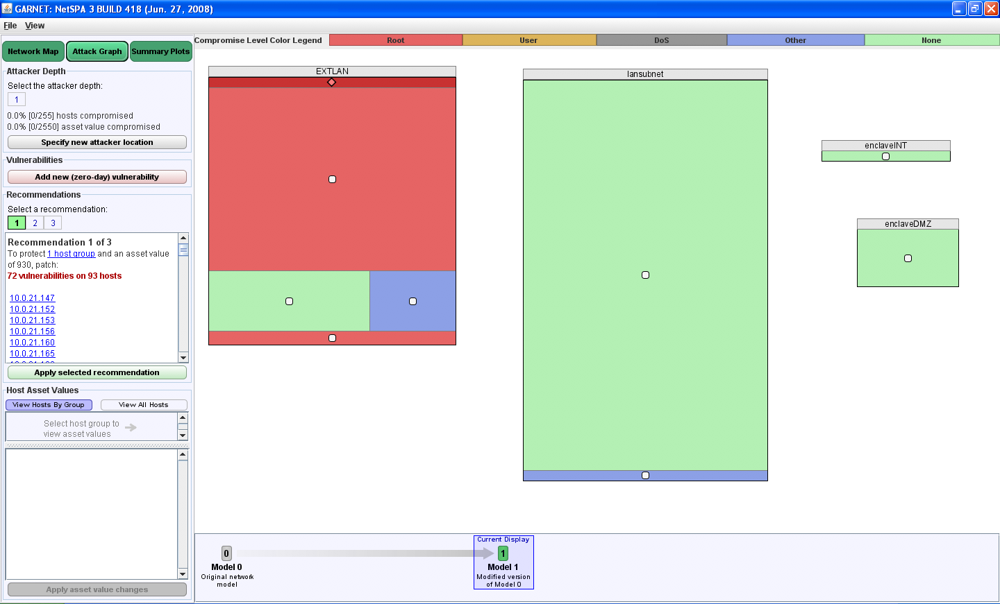 GARNET: NetSPA 3 BUILD 418 (Jun. 27, 2008)
File View
Network Map Attack Graph Summary Plots
Compromise Level Color Legend Root User DoS Other None
Attacker Depth
Select the attacker depth:
1
0.0% [0/255] hosts compromised
0.0% [0/2550] asset value compromised
Specify new attacker location
Vulnerabilities
Add new (zero-day) vulnerability
Recommendations
Select a recommendation:
1 2 3
Recommendation 1 of 3
To protect 1 host group and an asset value
of 930, patch:
72 vulnerabilities on 93 hosts
10.0.21.147
10.0.21.152
10.0.21.153
10.0.21.156
10.0.21.160
10.0.21.165
Apply selected recommendation
Host Asset Values
View Hosts By Group View All Hosts
Select host group to
view asset values
Apply asset value changes
EXTLAN
lansubnet
enclaveINT
enclaveDMZ
0
Model 0
Original network
model
Current Display
1
Model 1
Modified version
of Model 0